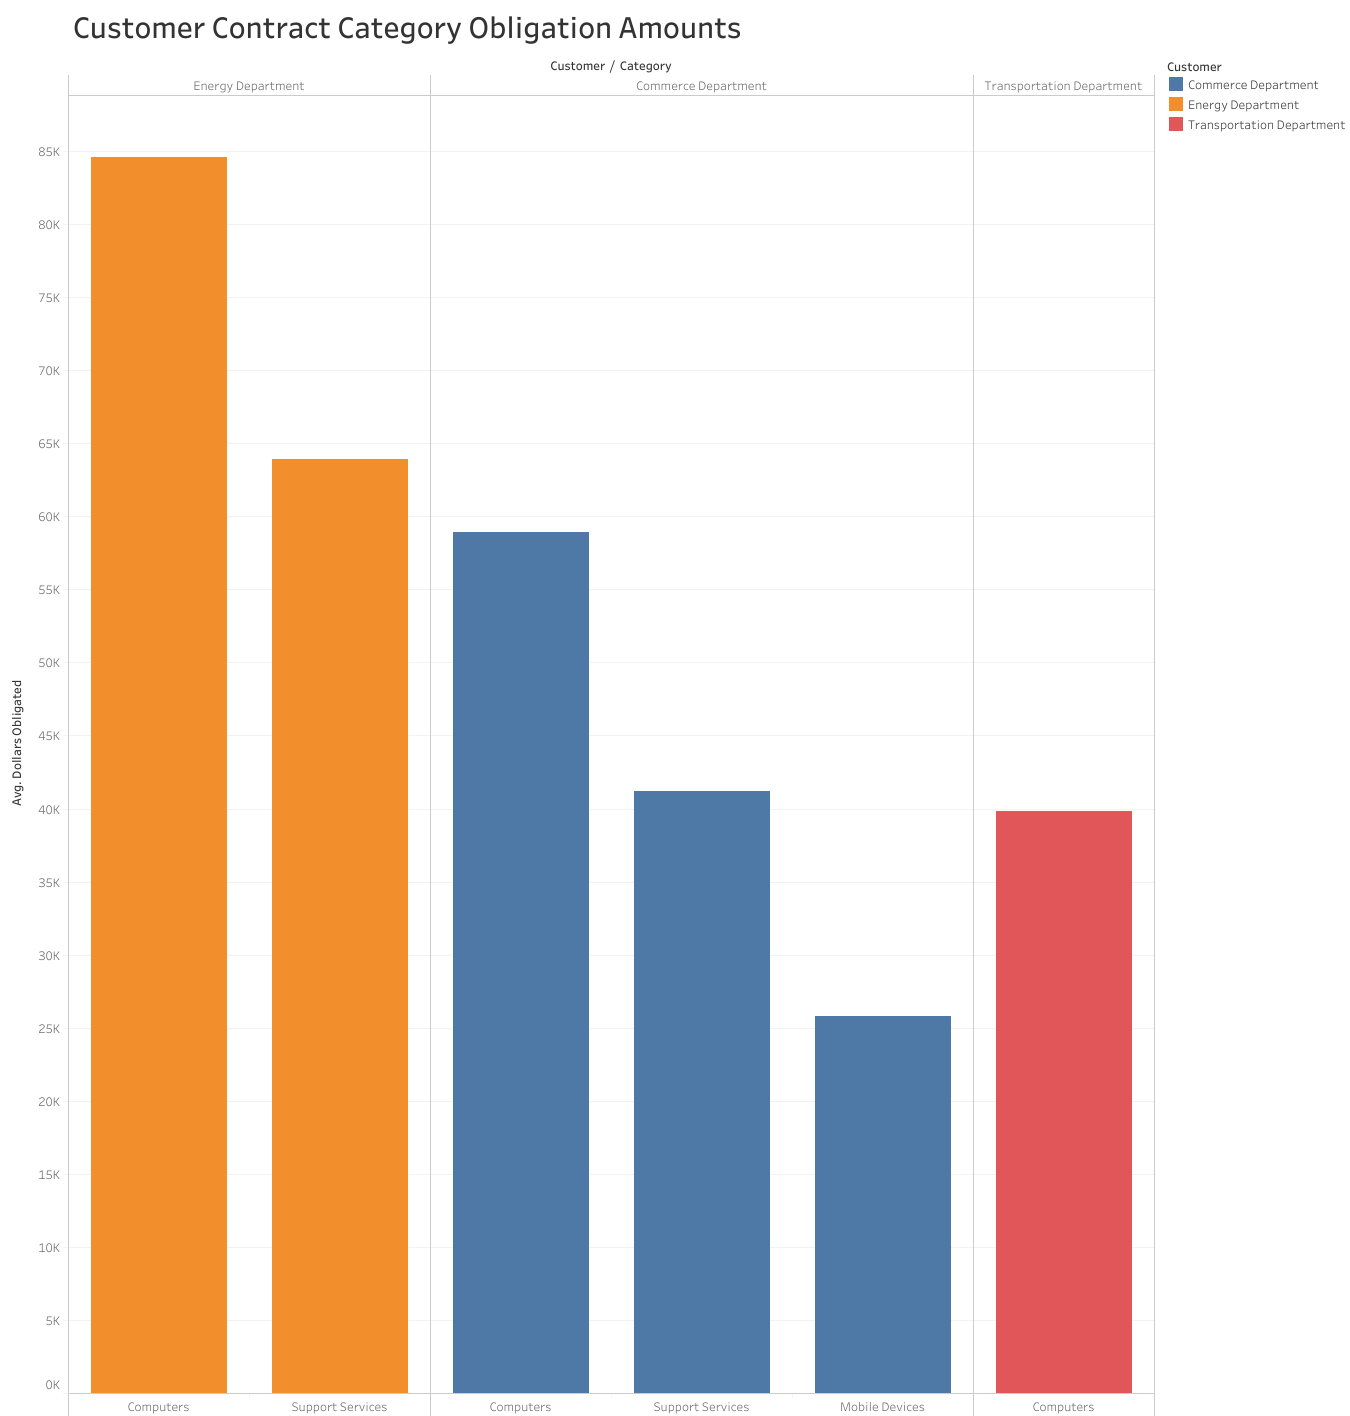 Customer Contract Category Obligation Amounts
Customer / Category
Energy Department
Commerce Department
Transportation Department
Customer
Commerce Department
Energy Department
Transportation Department
85K
80K
75K
70K
65K
60K
55K
50K
45K
40K
35K
30K
25K
20K
15K
10K
5K
0K
Avg. Dollars Obligated
Computers
Support Services
Computers
Support Services
Mobile Devices
Computers